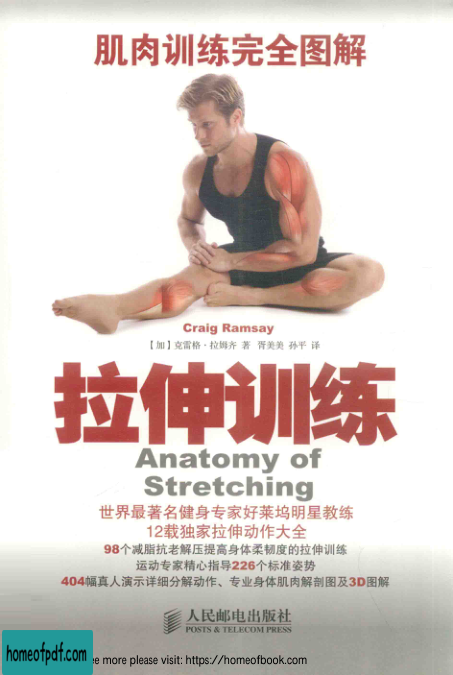 肌肉训练完全图解
Craig Ramsay
【加】克雷格·拉姆齐 著 胥美美 孙平 译
拉伸训练
Anatomy of
Stretching
世界最著名健身专家好莱坞明星教练
12载独家拉伸动作大全
98个减脂抗老解压提高身体柔韧度的拉伸训练
运动专家精心指导226个标准姿势
404幅真人演示详细分解动作、专业身体肌肉解剖图及3D图解
人民邮电出版社
POSTS & TELECOM PRESS
homeofpdf.com
ee more please visit: https://homeofbook.com